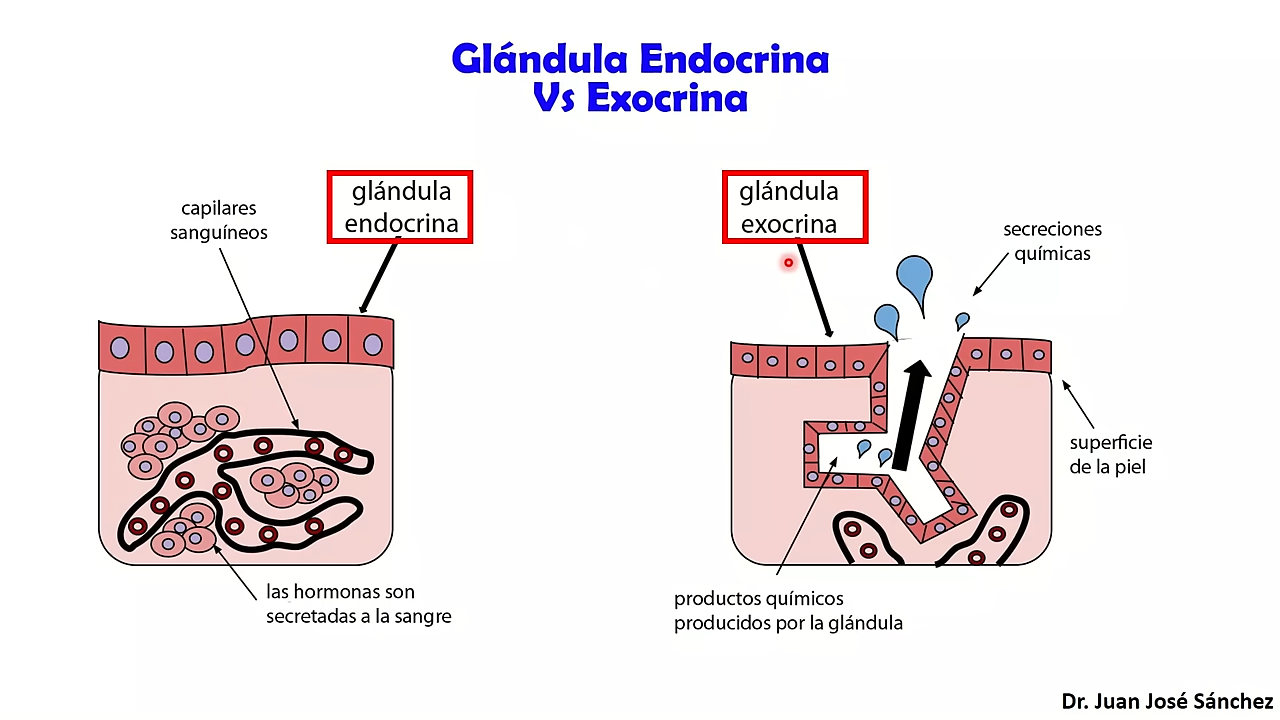 Glándula Endocrina
Vs Exocrina
glándula
endocrina
capilares
sanguíneos
las hormonas son
secretadas a la sangre
glándula
exocrina
secreciones
químicas
superficie
de la piel
productos químicos
producidos por la glándula
Dr. Juan José Sánchez